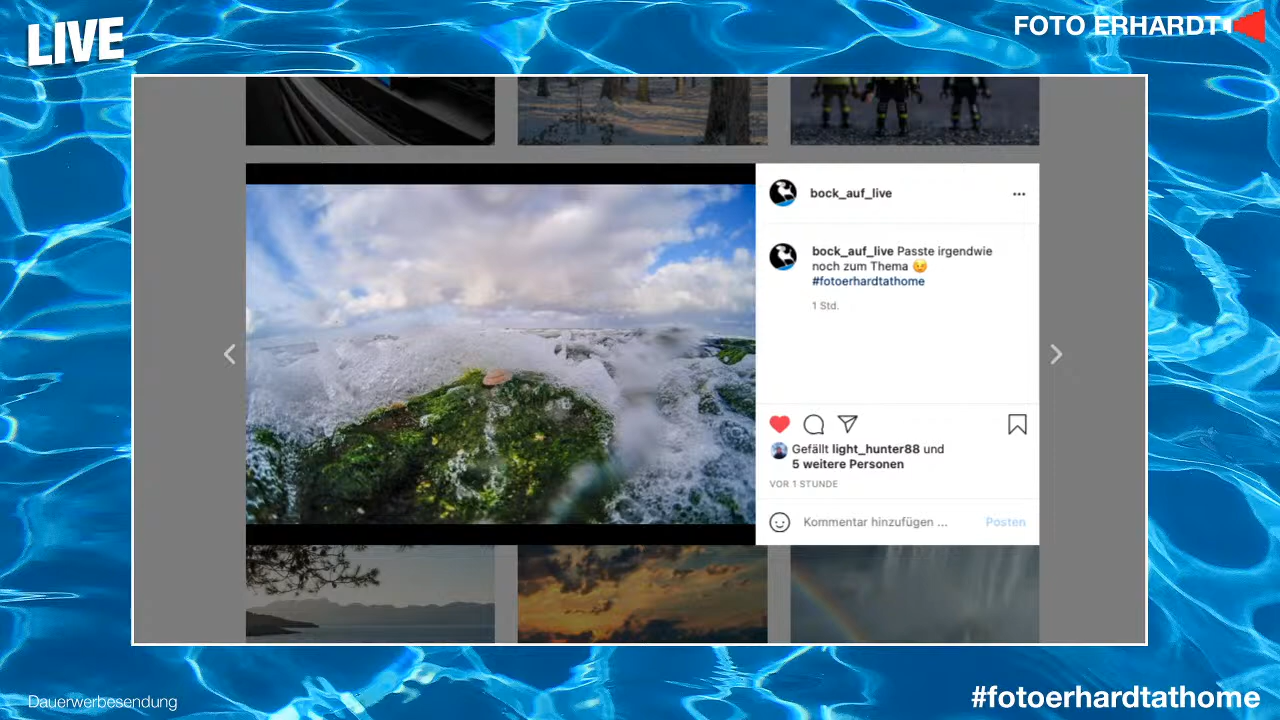 LIVE
FOTO ERHARDT
bock_auf_live
bock_auf_live Passte irgendwie
noch zum Thema 😉
#fotoerhardtathome
1 Std.
Gefällt light_hunter88 und
5 weitere Personen
VOR 1 STUNDE
Kommentar hinzufügen ...
Posten
Dauerwerbesendung
#fotoerhardtathome